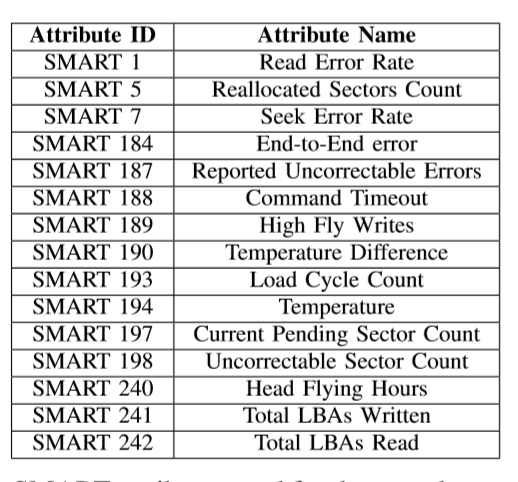 Attribute ID Attribute Name
SMART 1 Read Error Rate
SMART 5 Reallocated Sectors Count
SMART 7 Seek Error Rate
SMART 184 End-to-End error
SMART 187 Reported Uncorrectable Errors
SMART 188 Command Timeout
SMART 189 High Fly Writes
SMART 190 Temperature Difference
SMART 193 Load Cycle Count
SMART 194 Temperature
SMART 197 Current Pending Sector Count
SMART 198 Uncorrectable Sector Count
SMART 240 Head Flying Hours
SMART 241 Total LBAs Written
SMART 242 Total LBAs Read